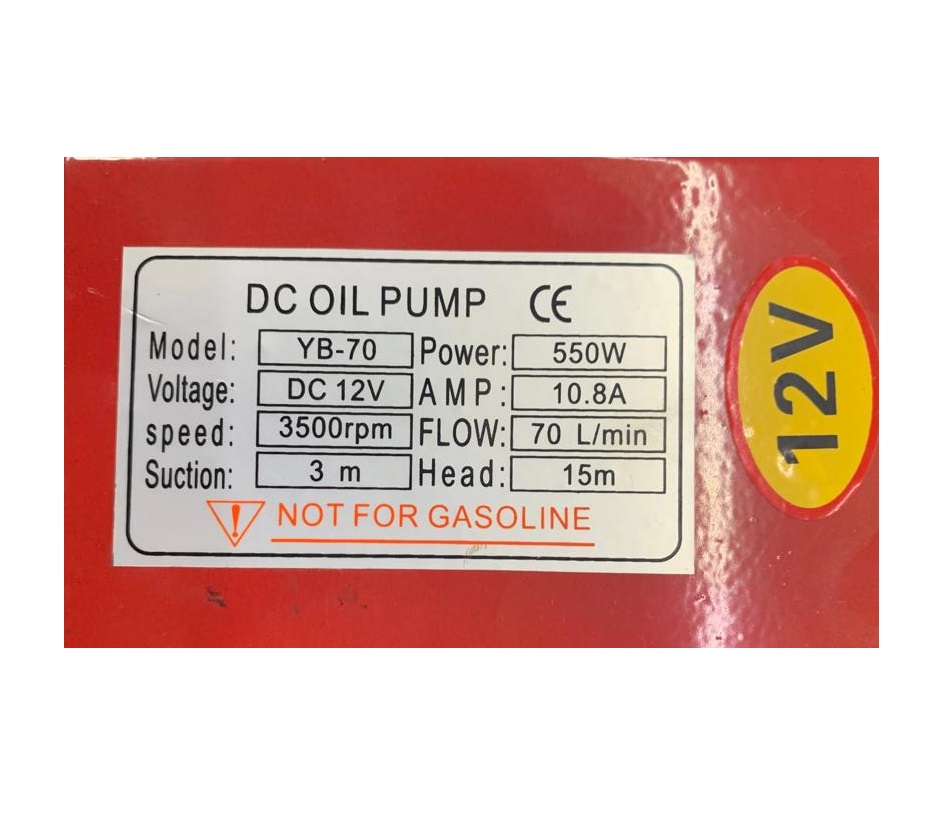 DC OIL PUMP CE
Model: YB-70 Power: 550W
Voltage: DC 12V AMP: 10.8A
speed: 3500rpm FLOW: 70 L/min
Suction: 3 m Head: 15m
! NOT FOR GASOLINE
12V